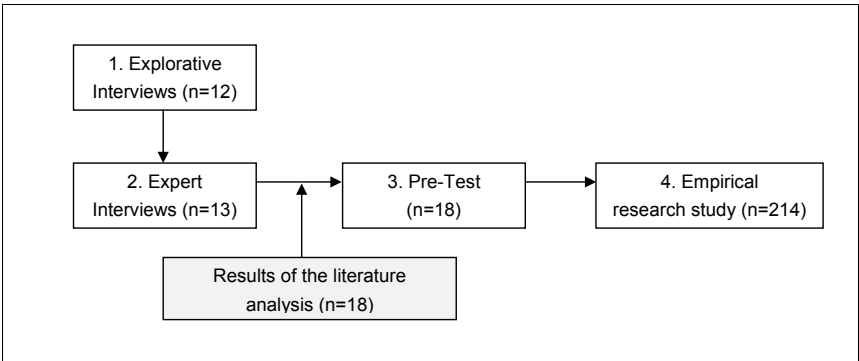 1. Explorative
Interviews (n=12)
2. Expert
Interviews (n=13)
3. Pre-Test
(n=18)
4. Empirical
research study (n=214)
Results of the literature
analysis (n=18)